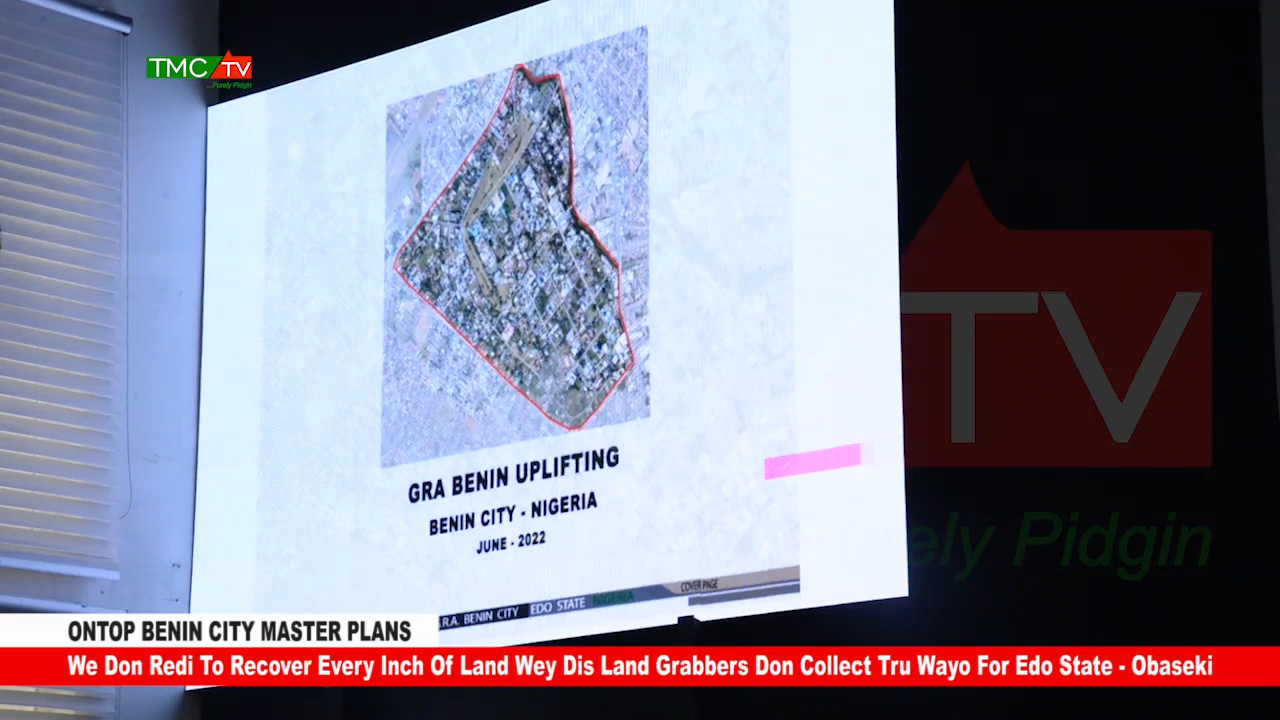 TMC TV
...Purely Pidgin
TV
ely Pidgin
GRA BENIN UPLIFTING
BENIN CITY - NIGERIA
JUNE - 2022
COVER PAGE
.R.A. BENIN CITY EDO STATE NIGERIA
ONTOP BENIN CITY MASTER PLANS
We Don Redi To Recover Every Inch Of Land Wey Dis Land Grabbers Don Collect Tru Wayo For Edo State - Obaseki